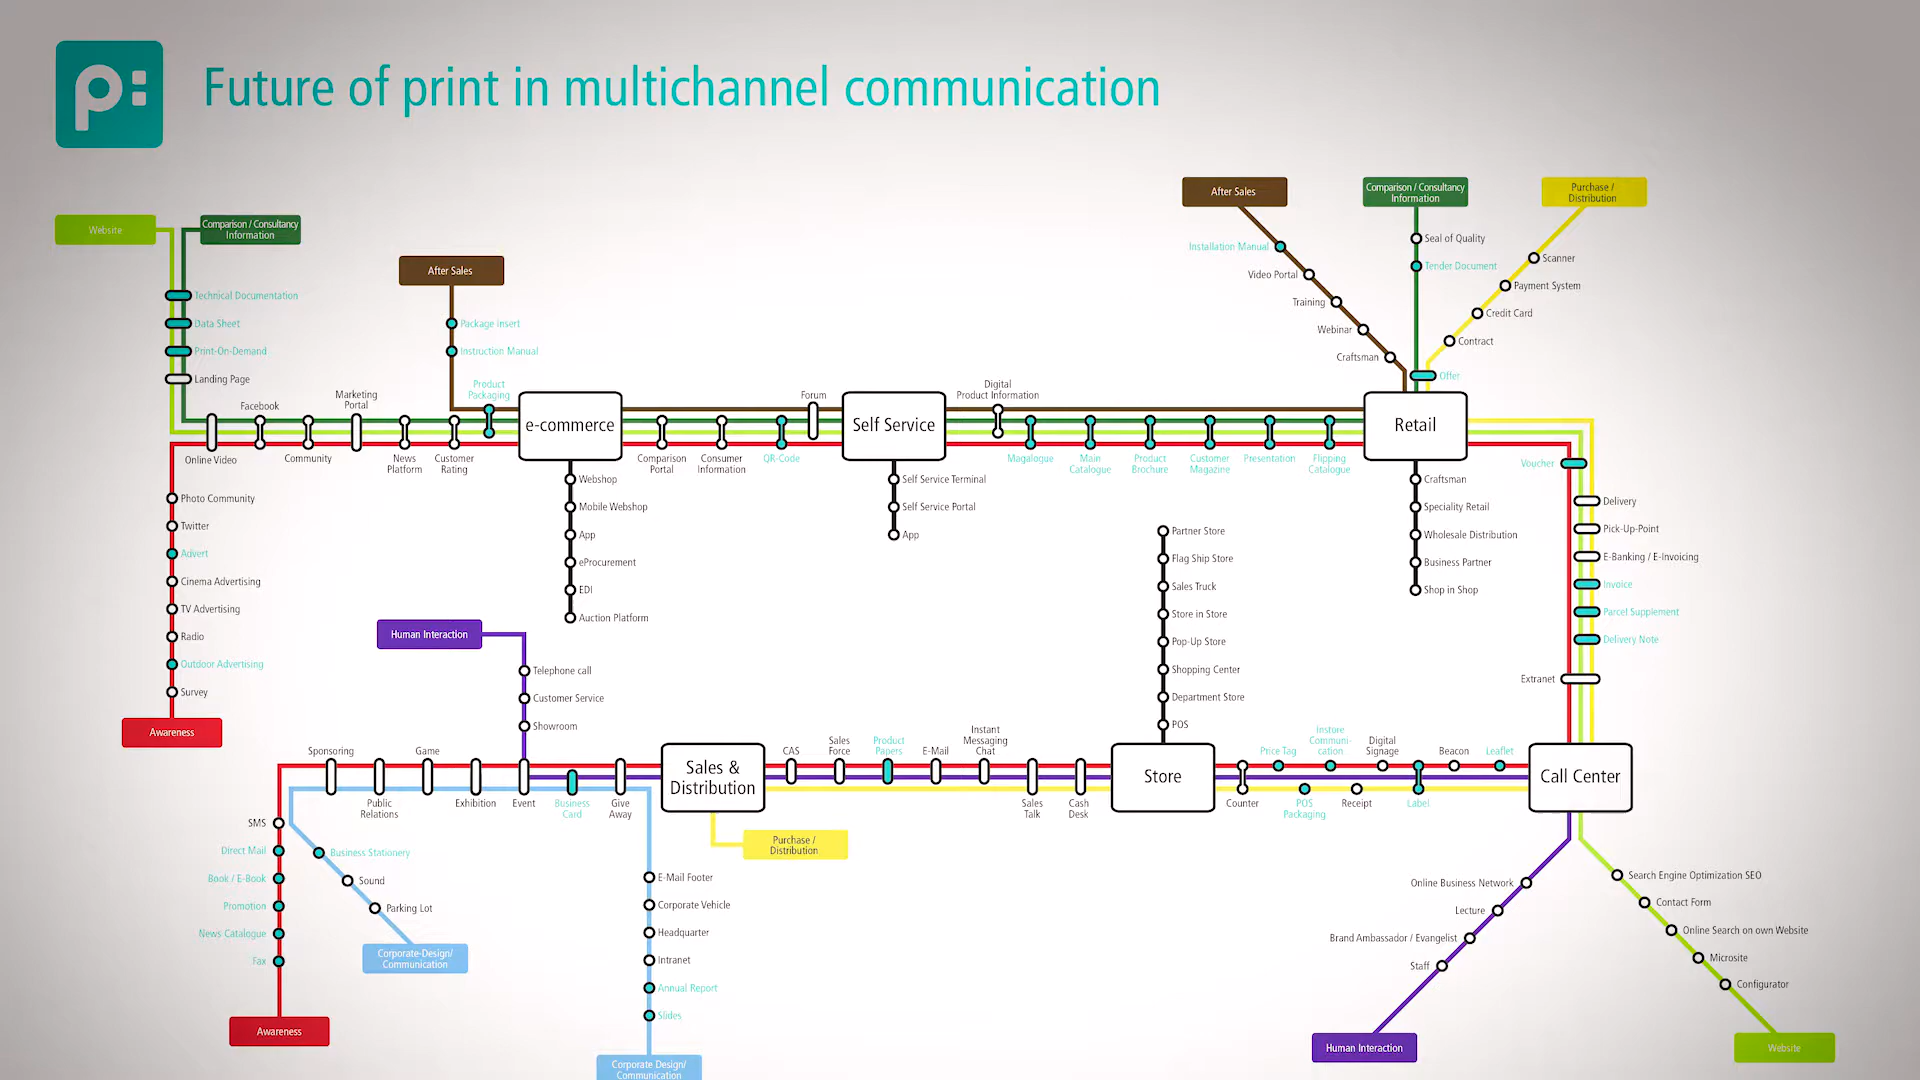 p:
Future of print in multichannel communication
After Sales
Comparison / Consultancy
Information
Purchase /
Distribution
Website
Comparison / Consultancy
Information
Seal of Quality
Installation Manual
Scanner
Tender Document
After Sales
Video Portal
Payment System
Technical Documentation
Training
Credit Card
Data Sheet
Package insert
Webinar
Contract
Print-On-Demand
Instruction Manual
Craftsman
Landing Page
Offer
Facebook
Marketing
Portal
Product
Packaging
Forum
Digital
Product Information
e-commerce
Self Service
Retail
Online Video
Community
News
Platform
Customer
Rating
Comparison
Portal
Consumer
Information
QR-Code
Magalogue
Main
Catalogue
Product
Brochure
Customer
Magazine
Presentation
Flipping
Catalogue
Voucher
Photo Community
Twitter
Advert
Cinema Advertising
TV Advertising
Radio
Outdoor Advertising
Survey
Awareness
Webshop
Mobile Webshop
App
eProcurement
EDI
Auction Platform
Self Service Terminal
Self Service Portal
App
Partner Store
Flag Ship Store
Sales Truck
Store in Store
Pop-Up Store
Shopping Center
Department Store
POS
Craftsman
Speciality Retail
Wholesale Distribution
Business Partner
Shop in Shop
Delivery
Pick-Up-Point
E-Banking / E-Invoicing
Invoice
Parcel Supplement
Delivery Note
Extranet
Human Interaction
Telephone call
Customer Service
Showroom
Sponsoring
Game
CAS
Sales
Force
Product
Papers
E-Mail
Instant
Messaging
Chat
Price Tag
Instore
Communi-
cation
Digital
Signage
Beacon
Leaflet
Sales &
Distribution
Store
Call Center
Public
Relations
Exhibition
Event
Business
Card
Give
Away
Sales
Talk
Cash
Desk
Counter
POS
Packaging
Receipt
Label
Purchase /
Distribution
SMS
Direct Mail
Book / E-Book
Promotion
News Catalogue
Fax
Awareness
Business Stationery
Sound
Parking Lot
Corporate-Design/
Communication
E-Mail Footer
Corporate Vehicle
Headquarter
Intranet
Annual Report
Slides
Corporate Design/
Communication
Online Business Network
Lecture
Brand Ambassador / Evangelist
Staff
Human Interaction
Search Engine Optimization SEO
Contact Form
Online Search on own Website
Microsite
Configurator
Website